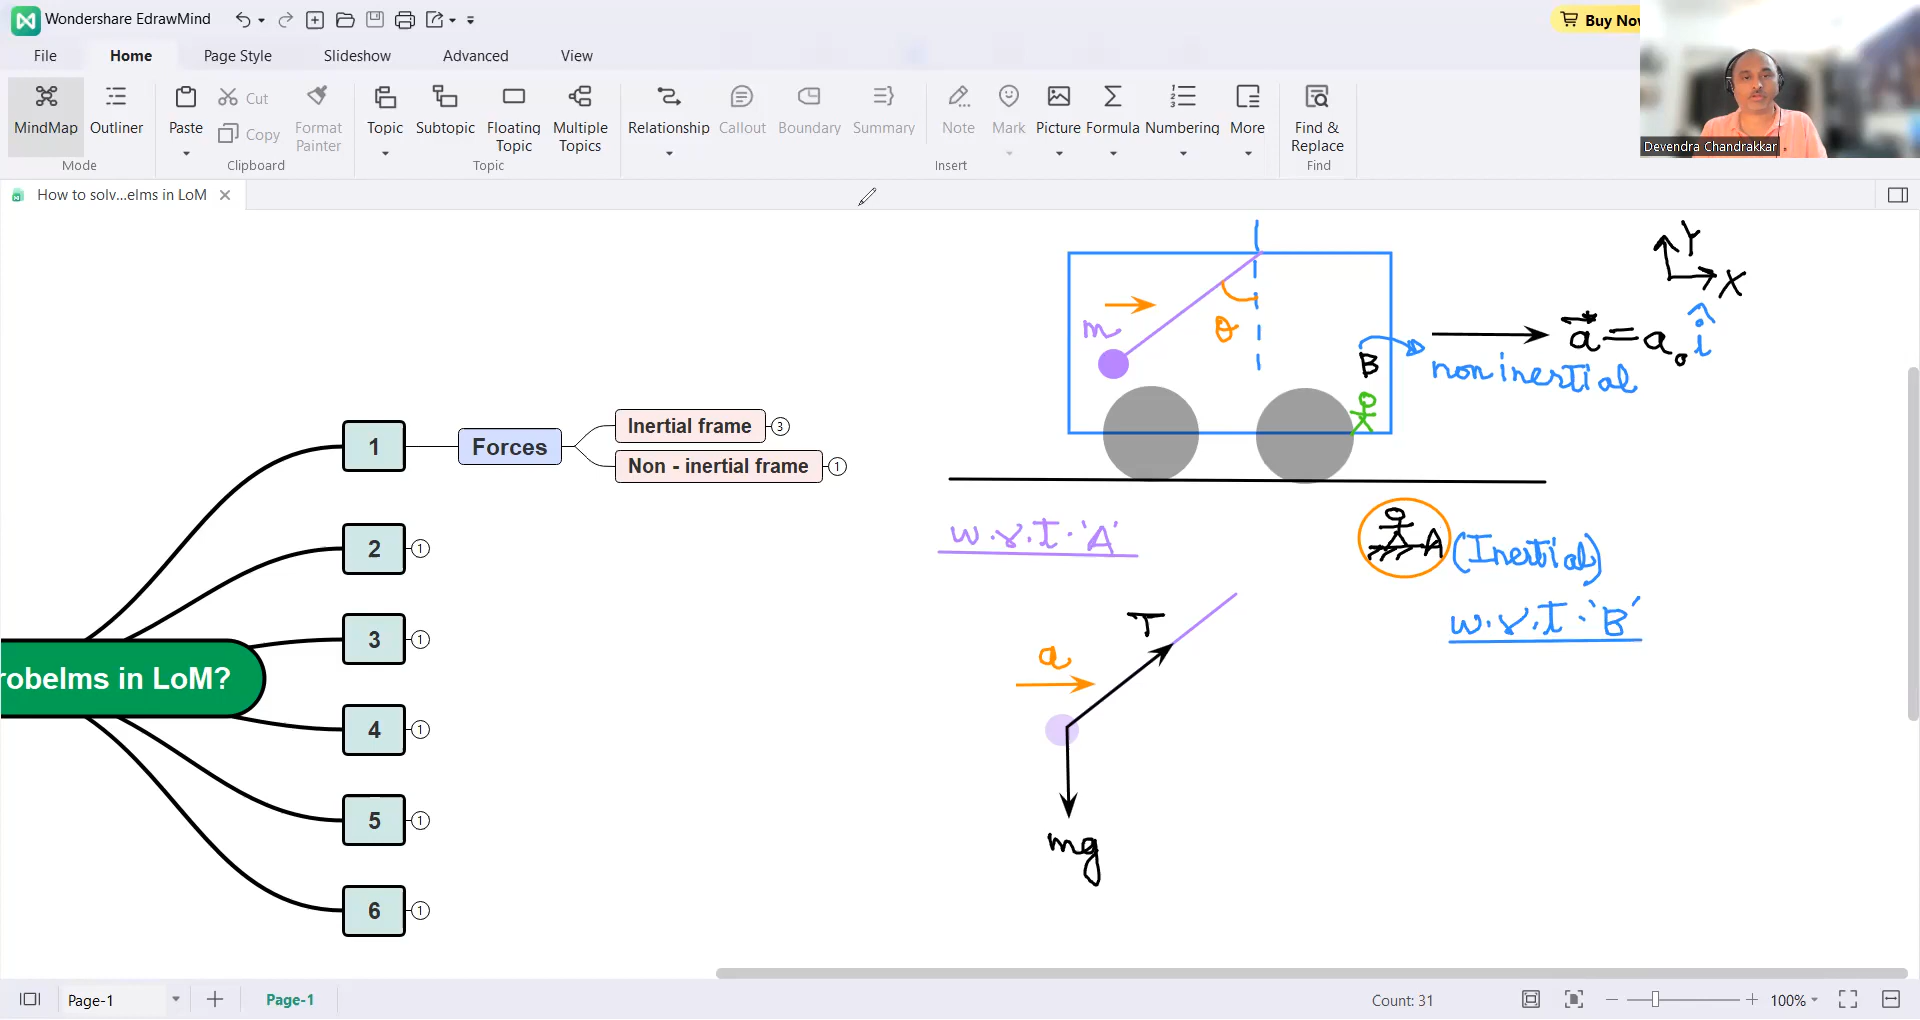 Wondershare EdrawMind
Buy Now
File Home Page Style Slideshow Advanced View
MindMap Outliner Paste Cut Copy Format Painter Topic Subtopic Floating Topic Multiple Topics Relationship Callout Boundary Summary Note Mark Picture Formula Numbering More Find & Replace
Mode Clipboard Topic Insert Find
Devendra Chandrakkar
How to solv...elms in LoM
Y
X
m
θ
B
a = a₀ î
non inertial
1
Forces
Inertial frame 3
Non - inertial frame 1
2 1
3 1
robelms in LoM?
4 1
5 1
6 1
w.r.t. 'A'
A (Inertial)
w.r.t. 'B'
T
a
mg
Page-1
Page-1
Count: 31
100%